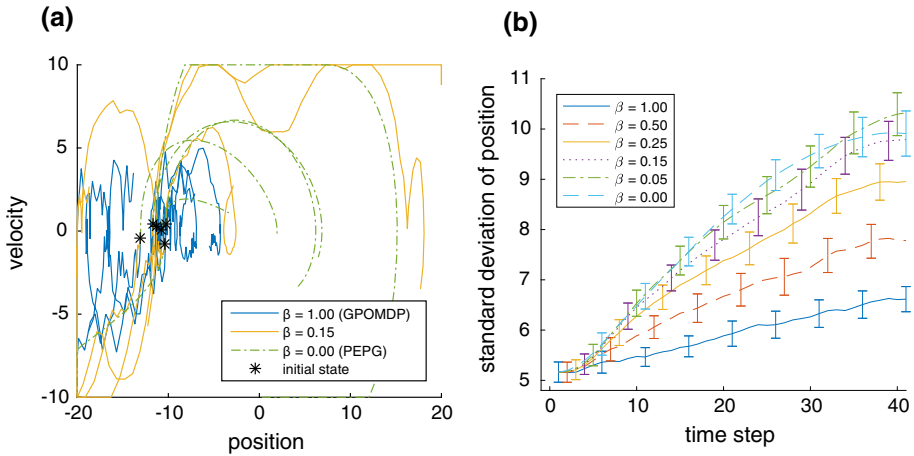 (a)
10
5
0
-5
-10
velocity
-20
-10
0
10
20
position
β = 1.00 (GPOMDP)
β = 0.15
β = 0.00 (PEPG)
initial state
(b)
11
10
9
8
7
6
5
standard deviation of position
0
10
20
30
40
time step
β = 1.00
β = 0.50
β = 0.25
β = 0.15
β = 0.05
β = 0.00